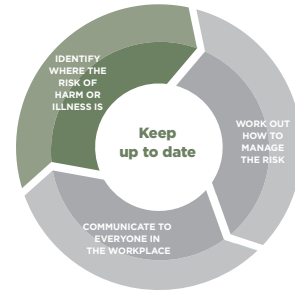 IDENTIFY
WHERE THE
RISK OF
HARM OR
ILLNESS IS
WORK OUT
HOW TO
MANAGE
THE RISK
Keep
up to date
COMMUNICATE TO
EVERYONE IN
THE WORKPLACE